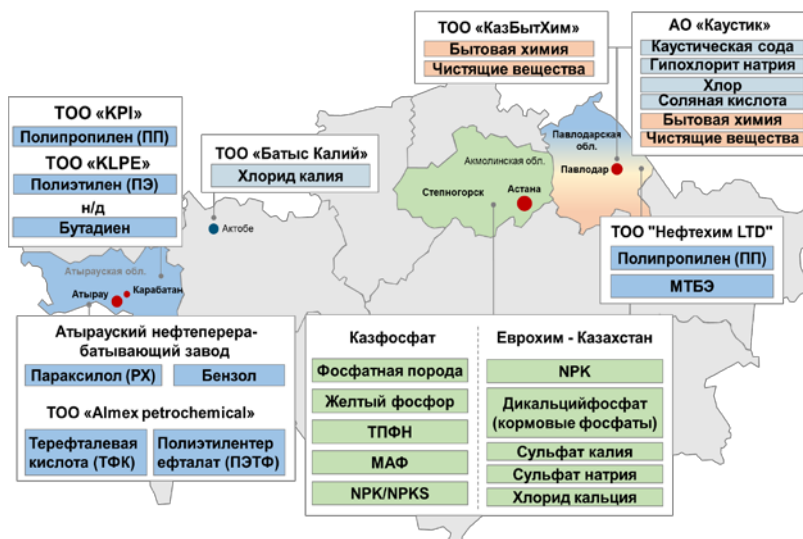 ТОО «КазБытХим»
Бытовая химия
Чистящие вещества
АО «Каустик»
Каустическая сода
Гипохлорит натрия
Хлор
Соляная кислота
Бытовая химия
Чистящие вещества
ТОО «KPI»
Полипропилен (ПП)
ТОО «KLPE»
Полиэтилен (ПЭ)
н/д
Бутадиен
ТОО «Батыс Калий»
Хлорид калия
Актобе
Акмолинская обл.
Степногорск
Астана
Павлодарская
обл.
Павлодар
ТОО "Нефтехим LTD"
Полипропилен (ПП)
МТБЭ
Атырауская обл.
Атырау
Карабатан
Атырауский нефтеперера-
батывающий завод
Параксилол (PX)
Бензол
ТОО «Almex petrochemical»
Терефталевая
кислота (ТФК)
Полиэтилентер
ефталат (ПЭТФ)
Казфосфат
Фосфатная порода
Желтый фосфор
ТПФН
МАФ
NPK/NPKS
Еврохим - Казахстан
NPK
Дикальцийфосфат
(кормовые фосфаты)
Сульфат калия
Сульфат натрия
Хлорид кальция